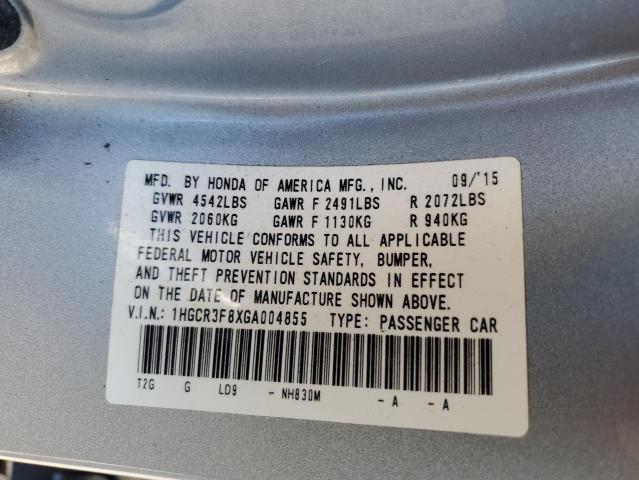 MFD. BY HONDA OF AMERICA MFG., INC. 09/'15
GVWR 4542LBS GAWR F 2491LBS R 2072LBS
GVWR 2060KG GAWR F 1130KG R 940KG
THIS VEHICLE CONFORMS TO ALL APPLICABLE
FEDERAL MOTOR VEHICLE SAFETY, BUMPER,
AND THEFT PREVENTION STANDARDS IN EFFECT
ON THE DATE OF MANUFACTURE SHOWN ABOVE.
V.I.N.: 1HGCR3F8XGA004855 TYPE: PASSENGER CAR
T2G G LD9 - NH830M - A - A